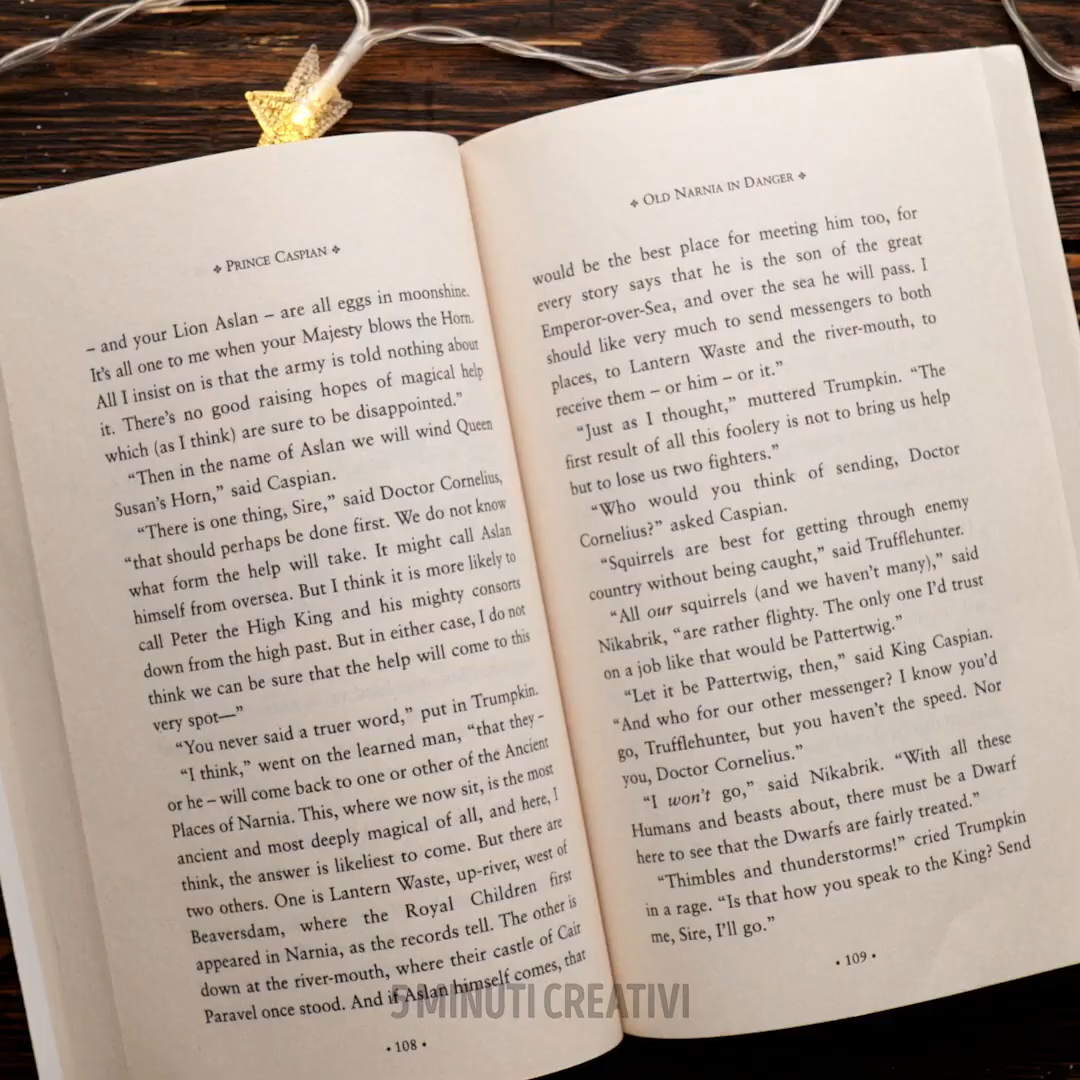 ❖ PRINCE CASPIAN ❖
– and your Lion Aslan – are all eggs in moonshine.
It's all one to me when your Majesty blows the Horn.
All I insist on is that the army is told nothing about
it. There's no good raising hopes of magical help
which (as I think) are sure to be disappointed.”
“Then in the name of Aslan we will wind Queen
Susan's Horn,” said Caspian.
“There is one thing, Sire,” said Doctor Cornelius,
“that should perhaps be done first. We do not know
what form the help will take. It might call Aslan
himself from oversea. But I think it is more likely to
call Peter the High King and his mighty consorts
down from the high past. But in either case, I do not
think we can be sure that the help will come to this
very spot—”
“You never said a truer word,” put in Trumpkin.
“I think,” went on the learned man, “that they –
or he – will come back to one or other of the Ancient
Places of Narnia. This, where we now sit, is the most
ancient and most deeply magical of all, and here, I
think, the answer is likeliest to come. But there are
two others. One is Lantern Waste, up-river, west of
Beaversdam, where the Royal Children first
appeared in Narnia, as the records tell. The other is
down at the river-mouth, where their castle of Cair
Paravel once stood. And if Aslan himself comes, that
• 108 •
❖ OLD NARNIA IN DANGER ❖
would be the best place for meeting him too, for
every story says that he is the son of the great
Emperor-over-Sea, and over the sea he will pass. I
should like very much to send messengers to both
places, to Lantern Waste and the river-mouth, to
receive them – or him – or it.”
“Just as I thought,” muttered Trumpkin. “The
first result of all this foolery is not to bring us help
but to lose us two fighters.”
“Who would you think of sending, Doctor
Cornelius?” asked Caspian.
“Squirrels are best for getting through enemy
country without being caught,” said Trufflehunter.
“All our squirrels (and we haven't many),” said
Nikabrik, “are rather flighty. The only one I'd trust
on a job like that would be Pattertwig.”
“Let it be Pattertwig, then,” said King Caspian.
“And who for our other messenger? I know you'd
go, Trufflehunter, but you haven't the speed. Nor
you, Doctor Cornelius.”
“I won't go,” said Nikabrik. “With all these
Humans and beasts about, there must be a Dwarf
here to see that the Dwarfs are fairly treated.”
“Thimbles and thunderstorms!” cried Trumpkin
in a rage. “Is that how you speak to the King? Send
me, Sire, I'll go.”
• 109 •
5 MINUTI CREATIVI